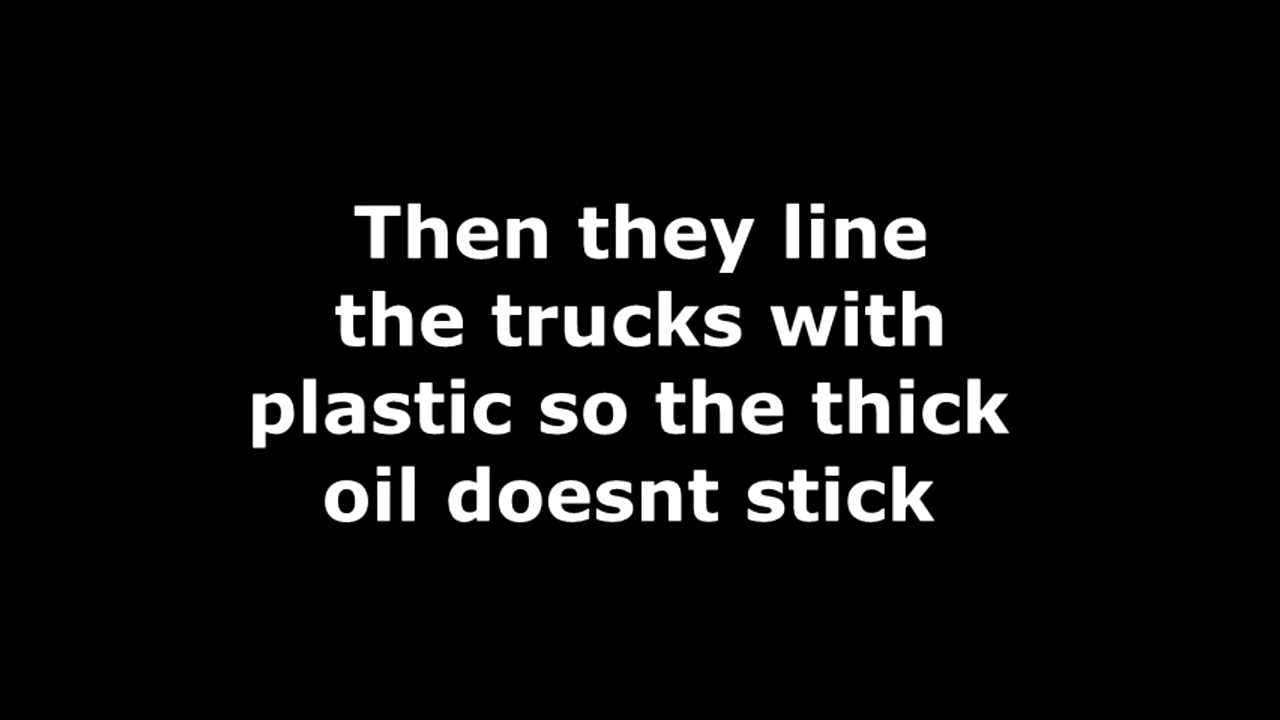 Then they line
the trucks with
plastic so the thick
oil doesnt stick